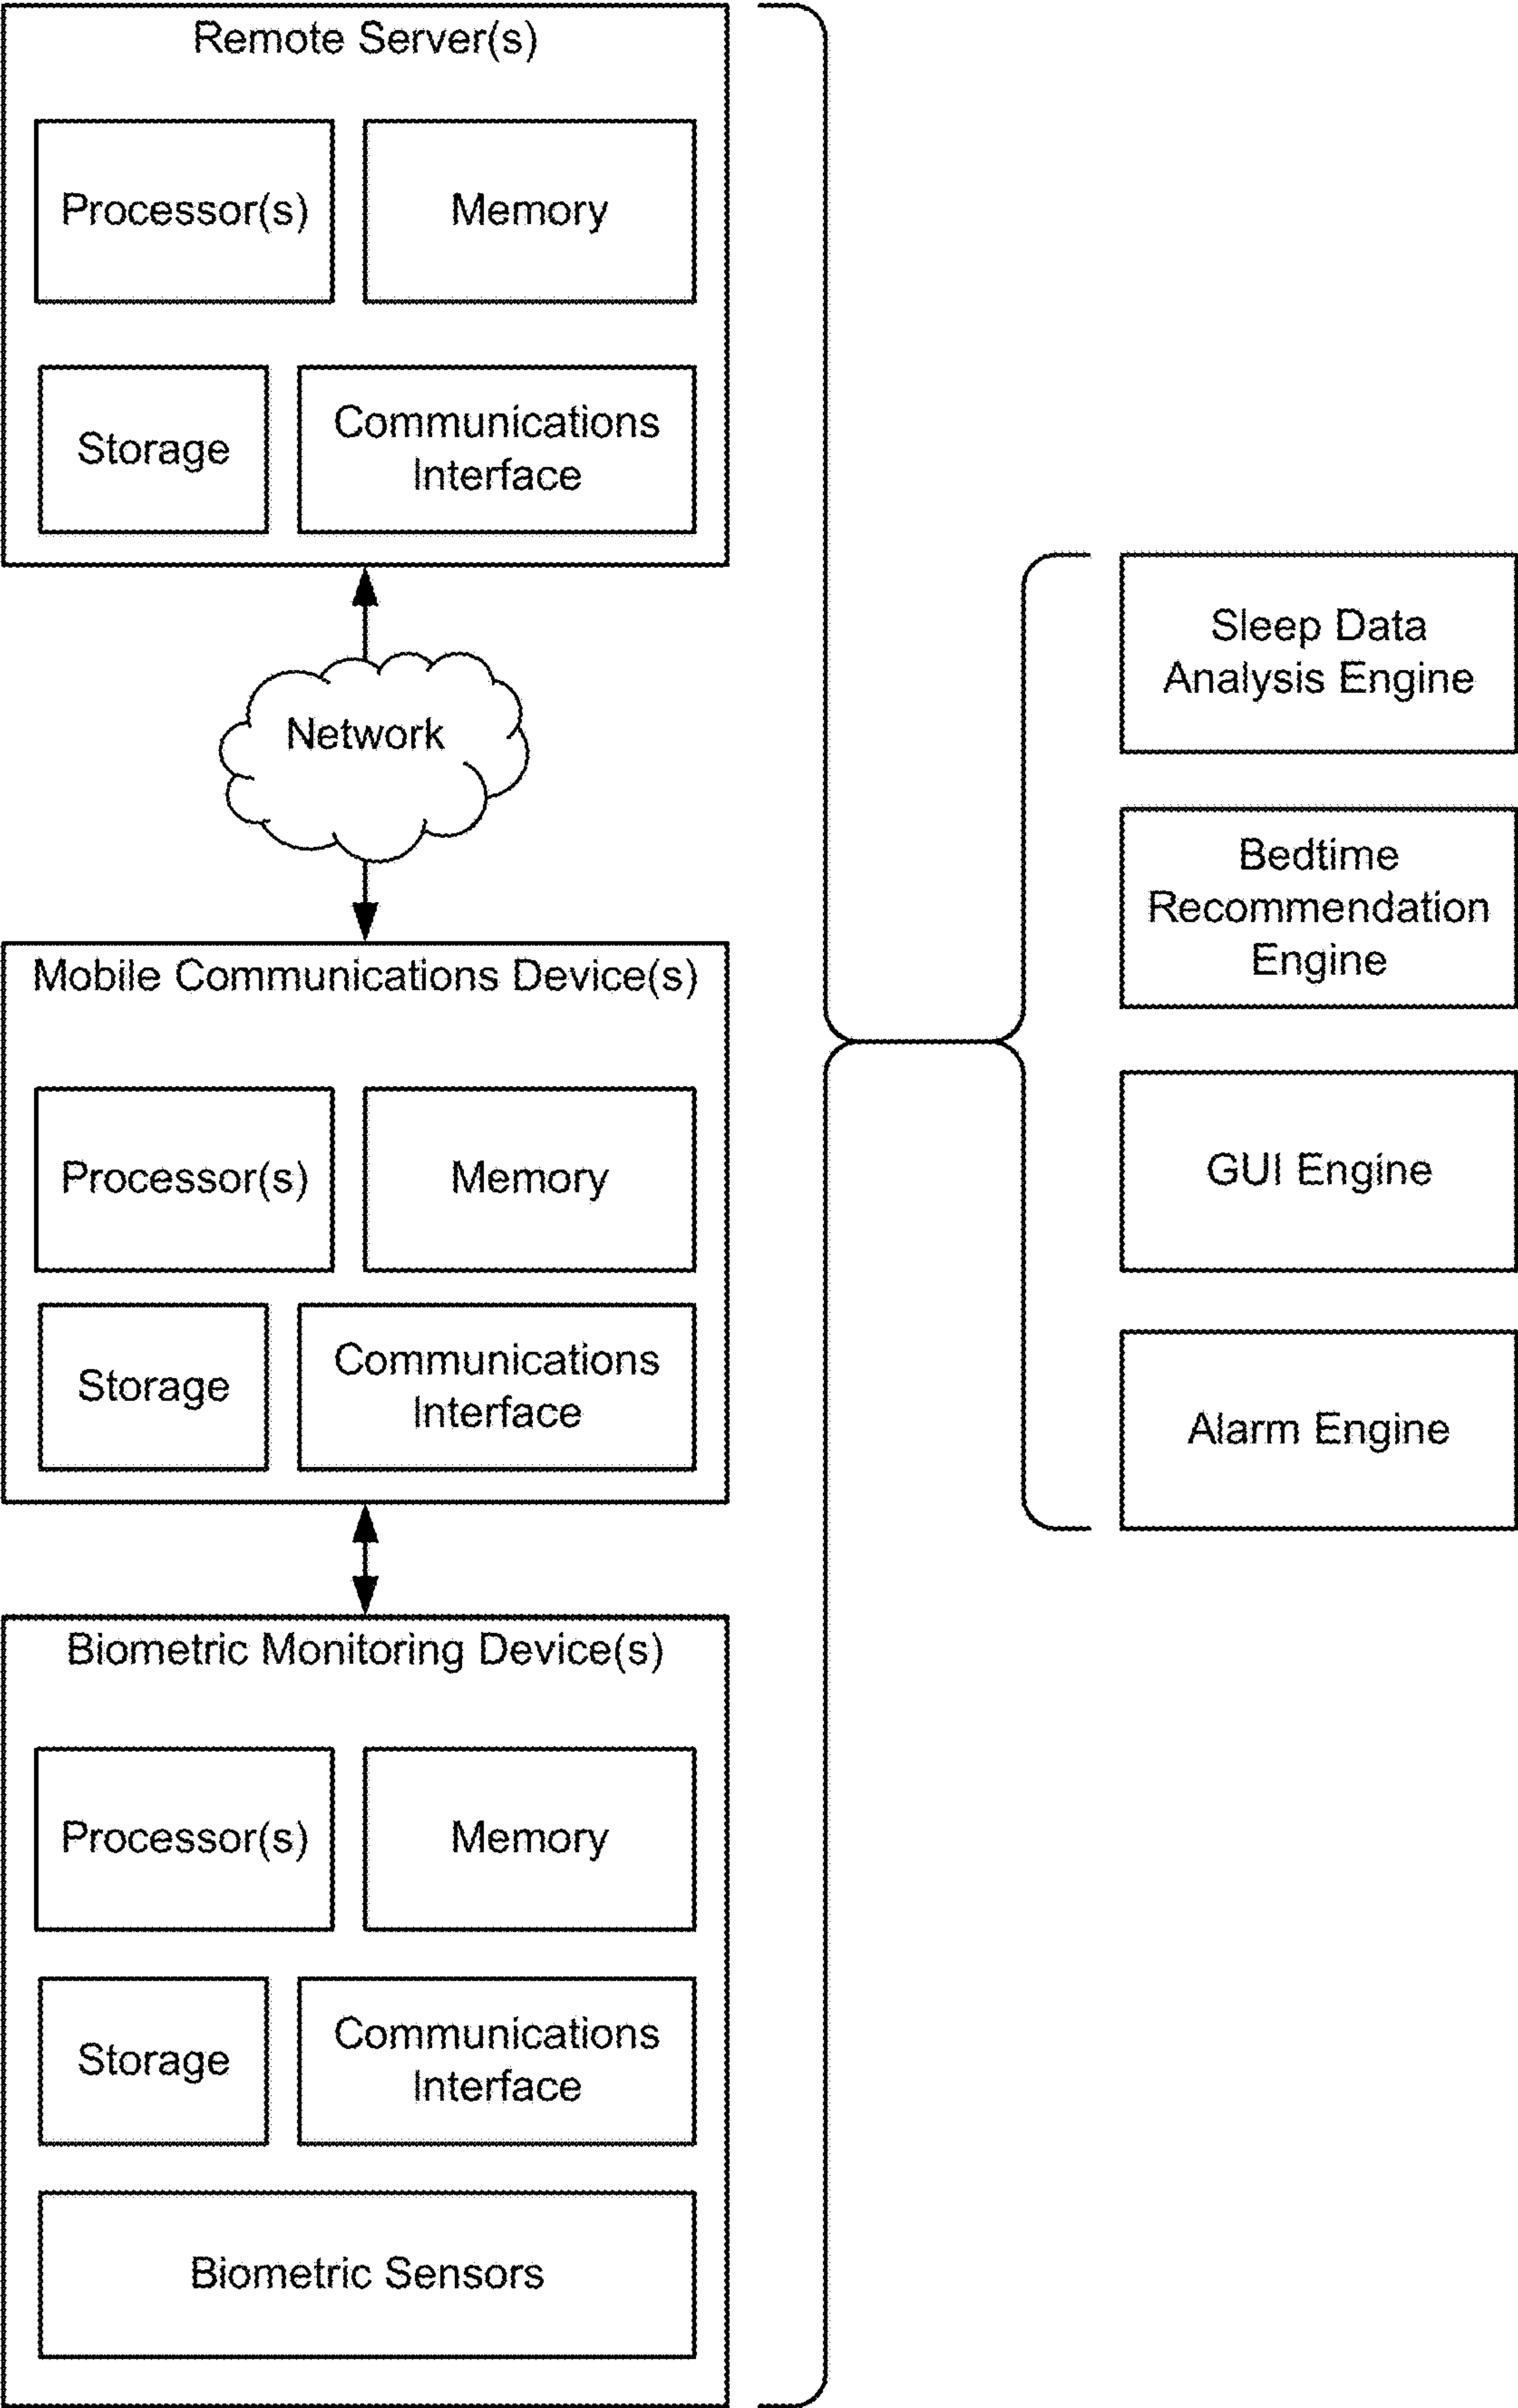 Remote Server(s)
Processor(s)
Memory
Storage
Communications
Interface
Network
Mobile Communications Device(s)
Processor(s)
Memory
Storage
Communications
Interface
Biometric Monitoring Device(s)
Processor(s)
Memory
Storage
Communications
Interface
Biometric Sensors
Sleep Data
Analysis Engine
Bedtime
Recommendation
Engine
GUI Engine
Alarm Engine